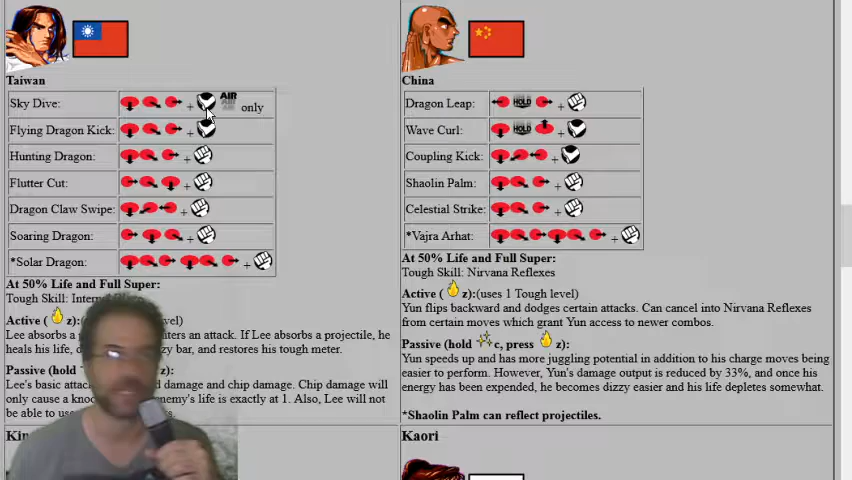 Taiwan
Sky Dive: + AIR only
Flying Dragon Kick: +
Hunting Dragon: +
Flutter Cut: +
Dragon Claw Swipe: +
Soaring Dragon: +
*Solar Dragon: +
At 50% Life and Full Super:
Tough Skill:
Active ( z):
Lee absorbs a an attack. If Lee absorbs a projectile, he
heals his life, bar, and restores his tough meter.
Passive (hold z):
Lee's basic damage and chip damage. Chip damage will
only cause a enemy's life is exactly at 1. Also, Lee will not
be able to
China
Dragon Leap: HOLD +
Wave Curl: HOLD +
Coupling Kick: +
Shaolin Palm: +
Celestial Strike: +
*Vajra Arhat: +
At 50% Life and Full Super:
Tough Skill: Nirvana Reflexes
Active ( z):(uses 1 Tough level)
Yun flips backward and dodges certain attacks. Can cancel into Nirvana Reflexes
from certain moves which grant Yun access to newer combos.
Passive (hold c, press z):
Yun speeds up and has more juggling potential in addition to his charge moves being
easier to perform. However, Yun's damage output is reduced by 33%, and once his
energy has been expended, he becomes dizzy easier and his life depletes somewhat.
*Shaolin Palm can reflect projectiles.
Kaori